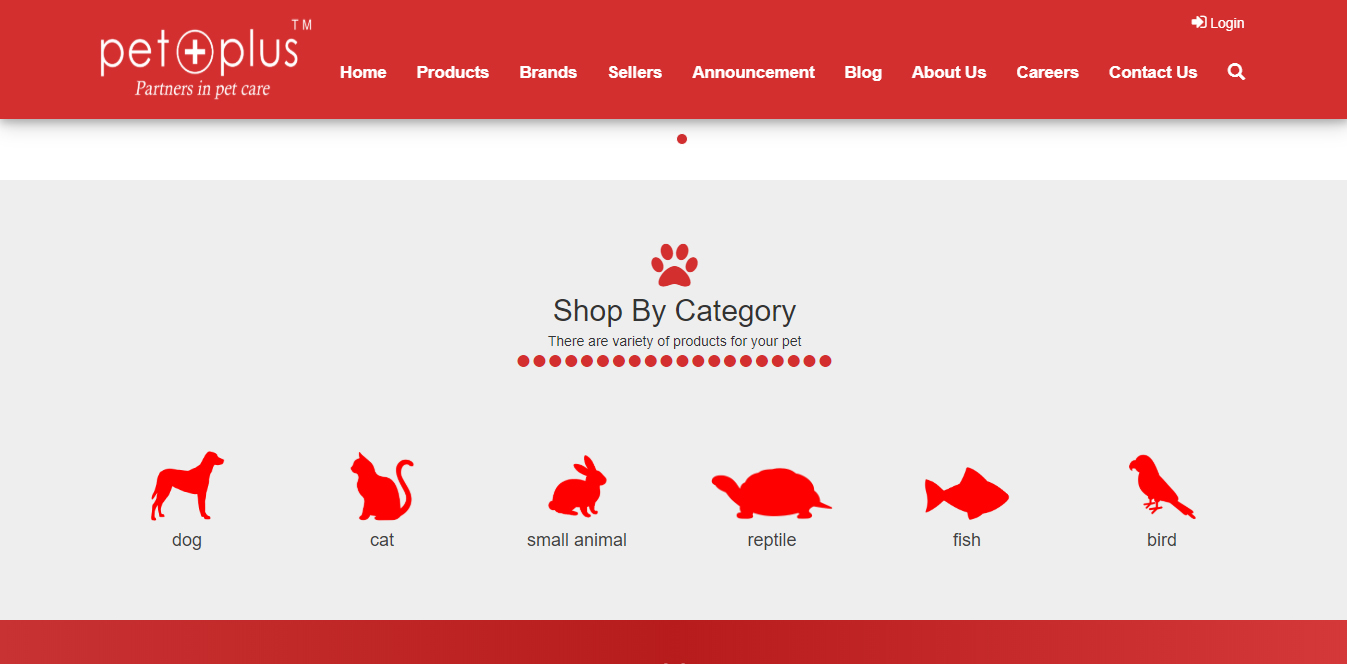 TM
pet plus
Partners in pet care
Login
Home Products Brands Sellers Announcement Blog About Us Careers Contact Us
Shop By Category
There are variety of products for your pet
dog cat small animal reptile fish bird